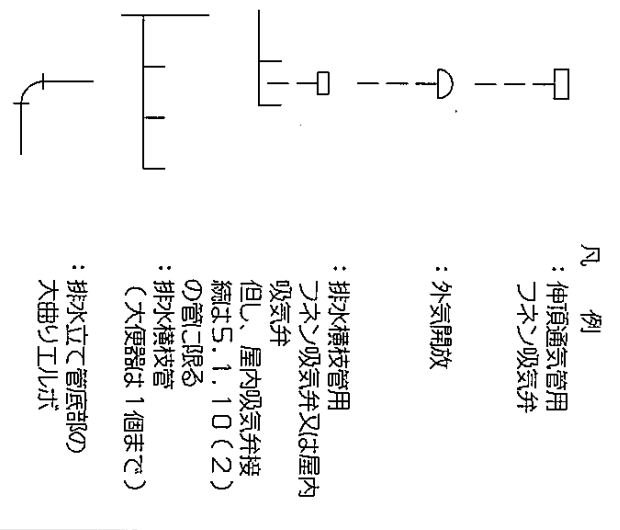 凡　例
：伸頂通気管用
フネン吸気弁
：外気開放
：排水横枝管用
フネン吸気弁又は屋内
吸気弁
但し、屋内吸気弁接
続は5．1．10（2）
の管に限る
：排水横枝管
（大便器は1個まで）
：排水立て管底部の
大曲りエルボ